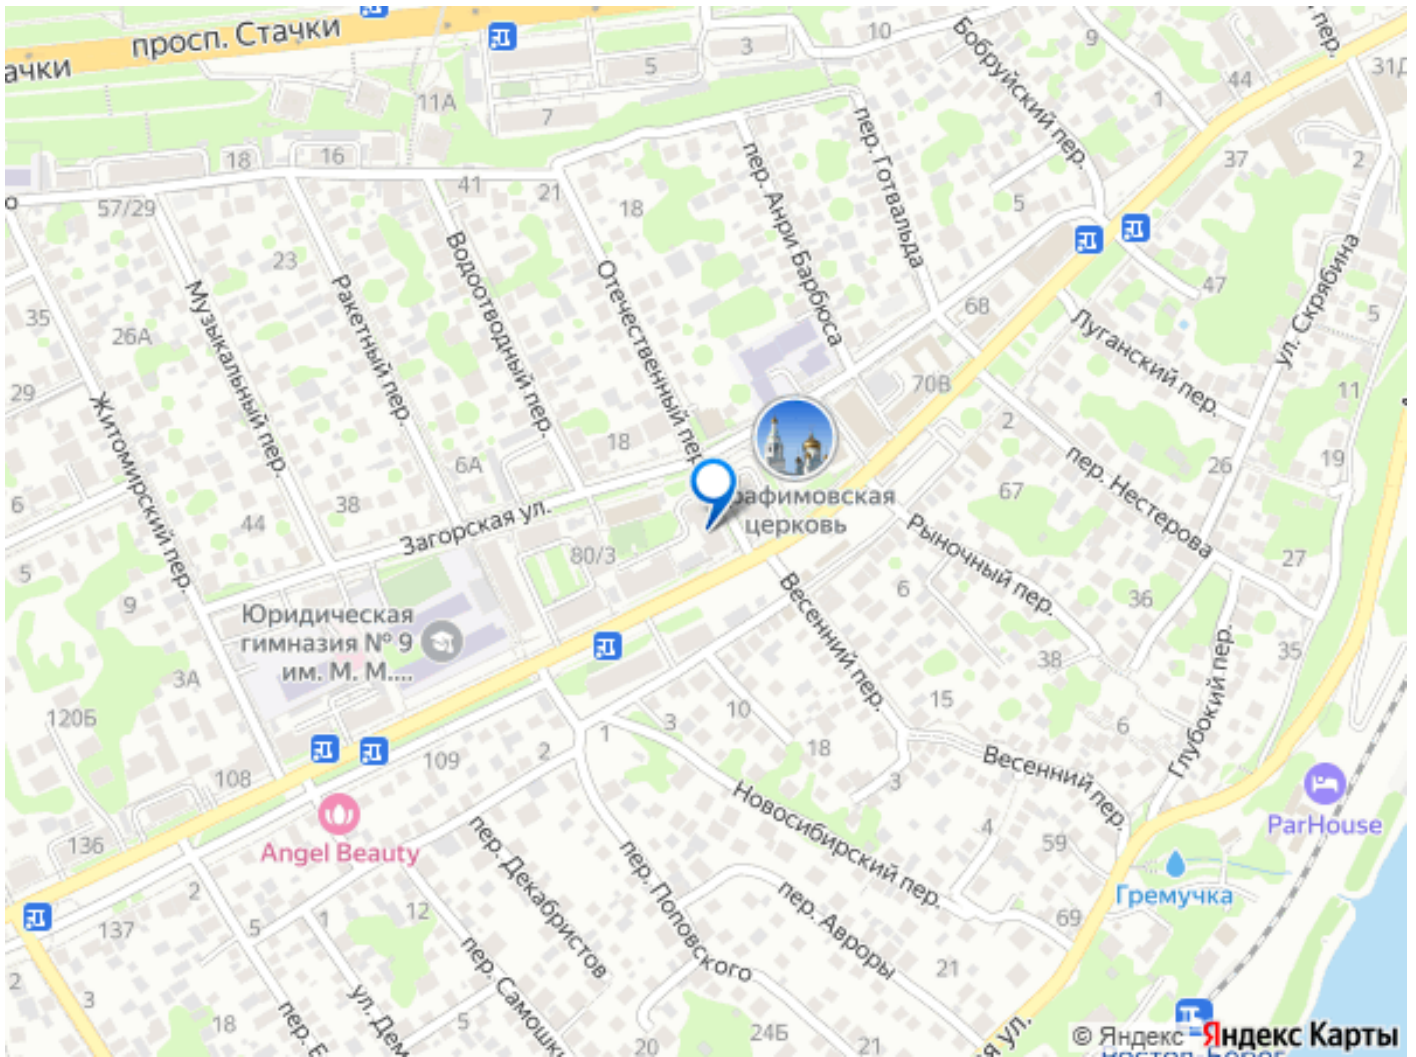 просп. Стачки
ачки
10
9
3
5
7
11А
Бобруйский пер.
пер.
44
31Д
1
37
2
18
16
41
21
18
57/29
о
23
пер. Анри Барбюса
пер. Готвальда
5
47
ул. Скрябина
5
35
26А
29
Музыкальный пер.
Ракетный пер.
Водоотводный пер.
Отечественный пер
68
70В
Луганский пер.
11
2
Житомирский пер.
6А
18
6
38
44
Загорская ул.
80/3
рафимовская
церковь
67
пер. Нестерова
26
19
27
Рыночный пер.
5
9
Юридическая
гимназия № 9
им. М. М....
Весенний пер.
6
36
38
35
3А
120Б
15
6
Глубокий пер.
10
3
1
2
18
3
108
109
Весенний пер.
Новосибирский пер.
4
59
ParHouse
136
Angel Beauty
пер. Декабристов
пер. Поповского
пер. Авроры
Гремучка
69
2
12
5
1
137
21
2
3
18
пер. Самошк
ул. Дем
5
20
24Б
21
я ул.
© Яндекс
Яндекс Карты